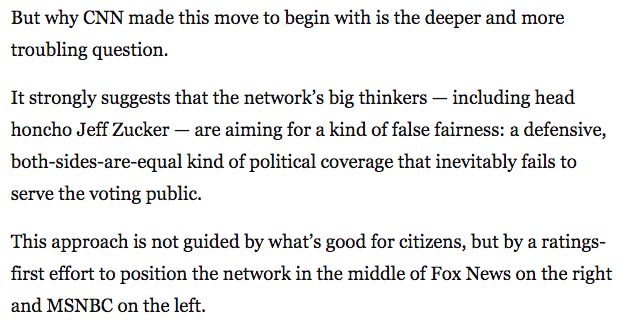 But why CNN made this move to begin with is the deeper and more
troubling question.
It strongly suggests that the network’s big thinkers — including head
honcho Jeff Zucker — are aiming for a kind of false fairness: a defensive,
both-sides-are-equal kind of political coverage that inevitably fails to
serve the voting public.
This approach is not guided by what’s good for citizens, but by a ratings-
first effort to position the network in the middle of Fox News on the right
and MSNBC on the left.